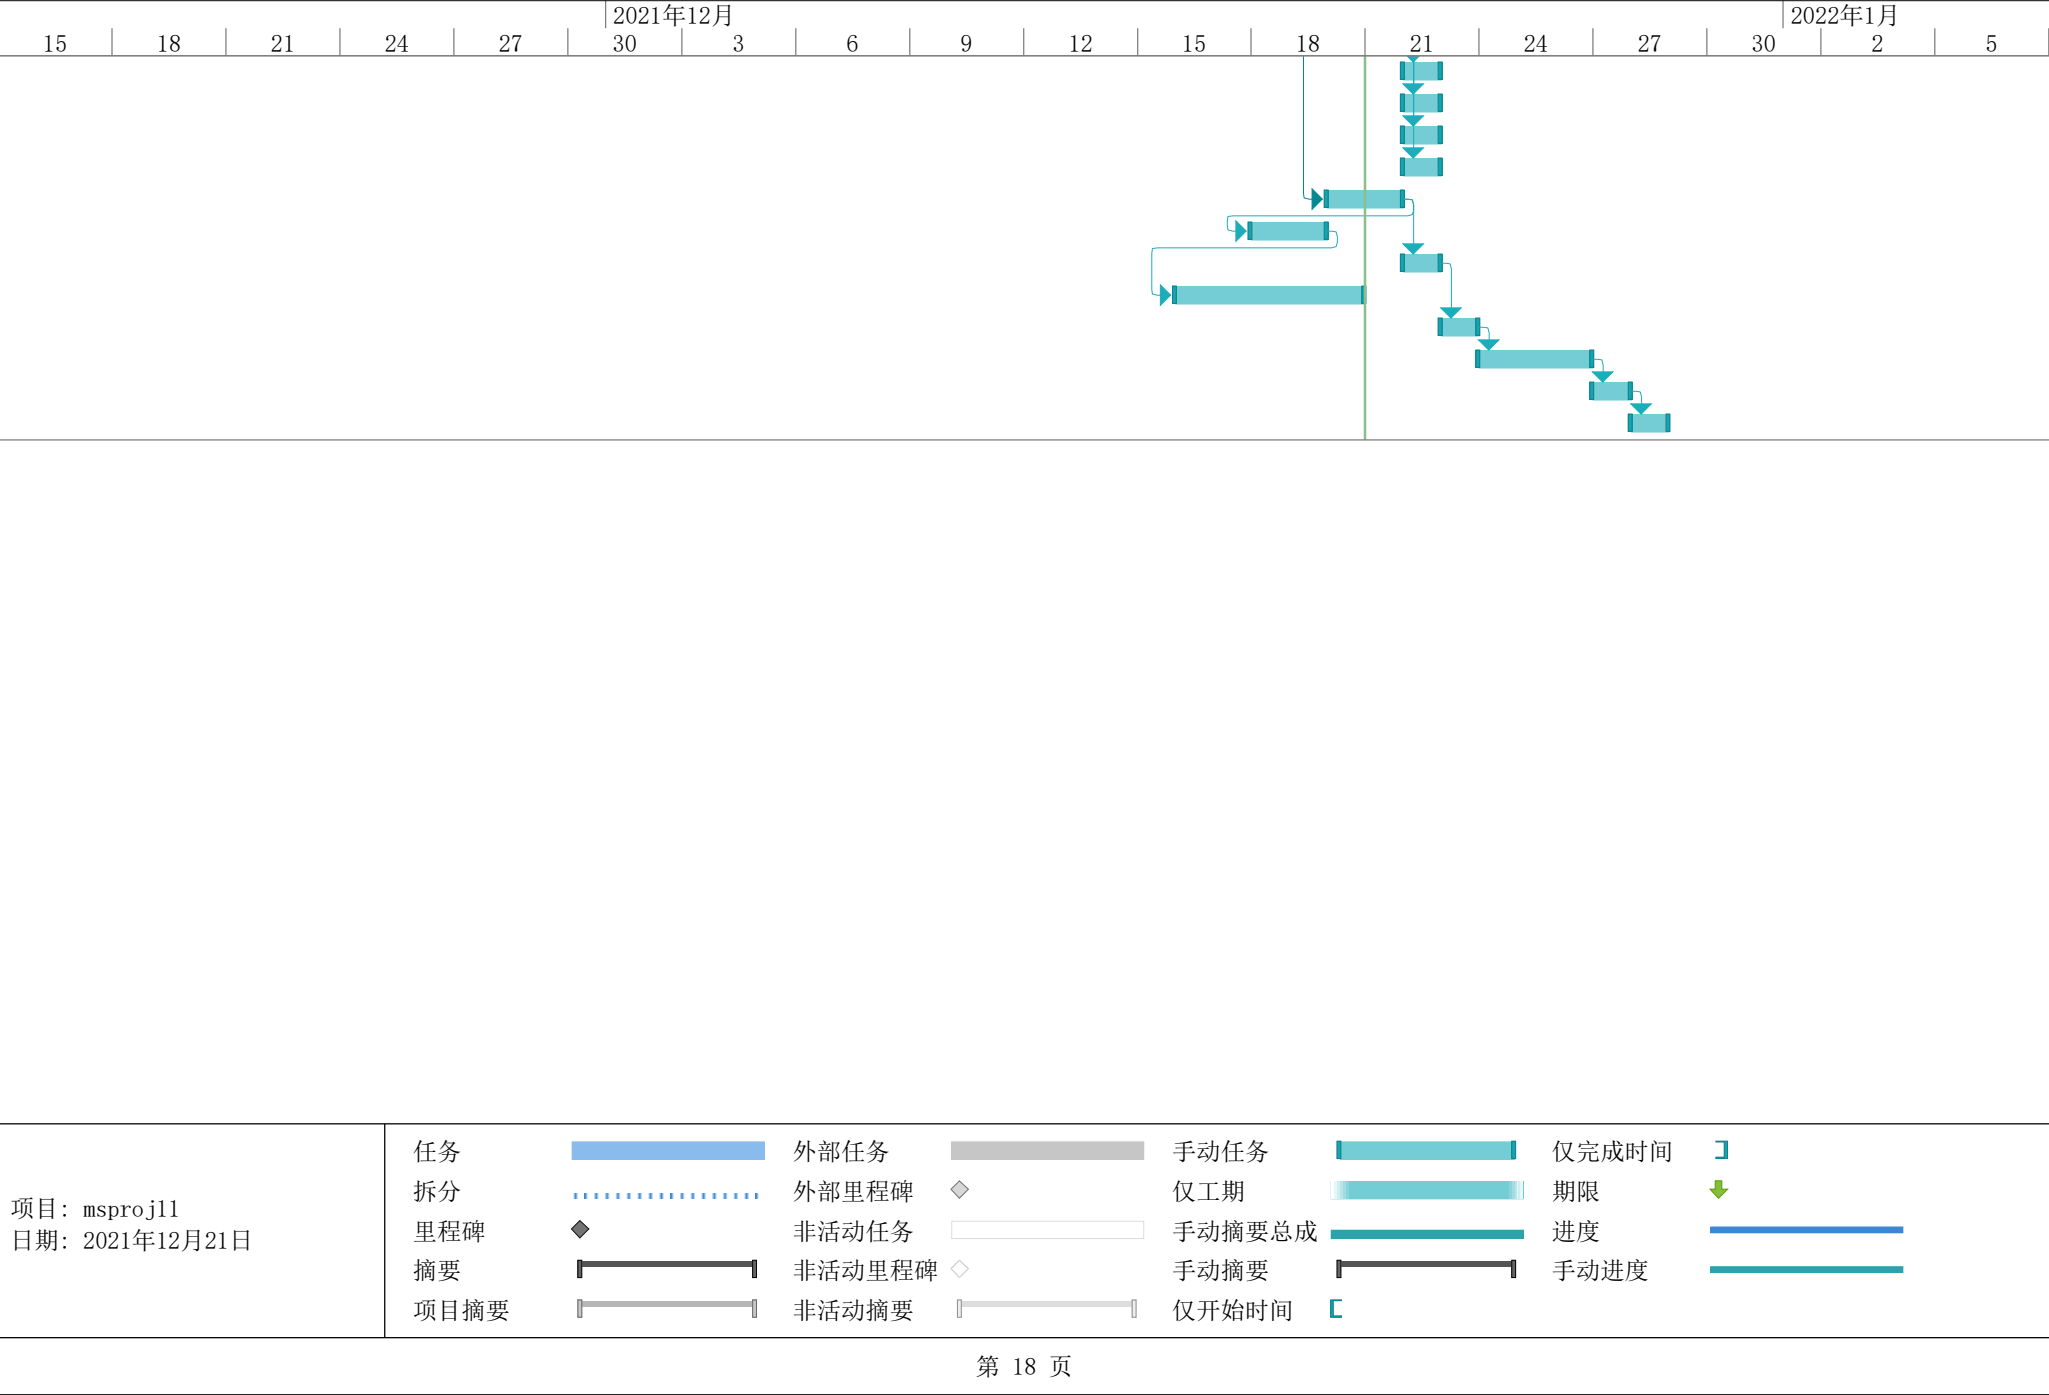 2021年12月 2022年1月
15 18 21 24 27 30 3 6 9 12 15 18 21 24 27 30 2 5
项目: msproj11
日期: 2021年12月21日
任务 外部任务 手动任务 仅完成时间
拆分 外部里程碑 仅工期 期限
里程碑 非活动任务 手动摘要总成 进度
摘要 非活动里程碑 手动摘要 手动进度
项目摘要 非活动摘要 仅开始时间
第 18 页